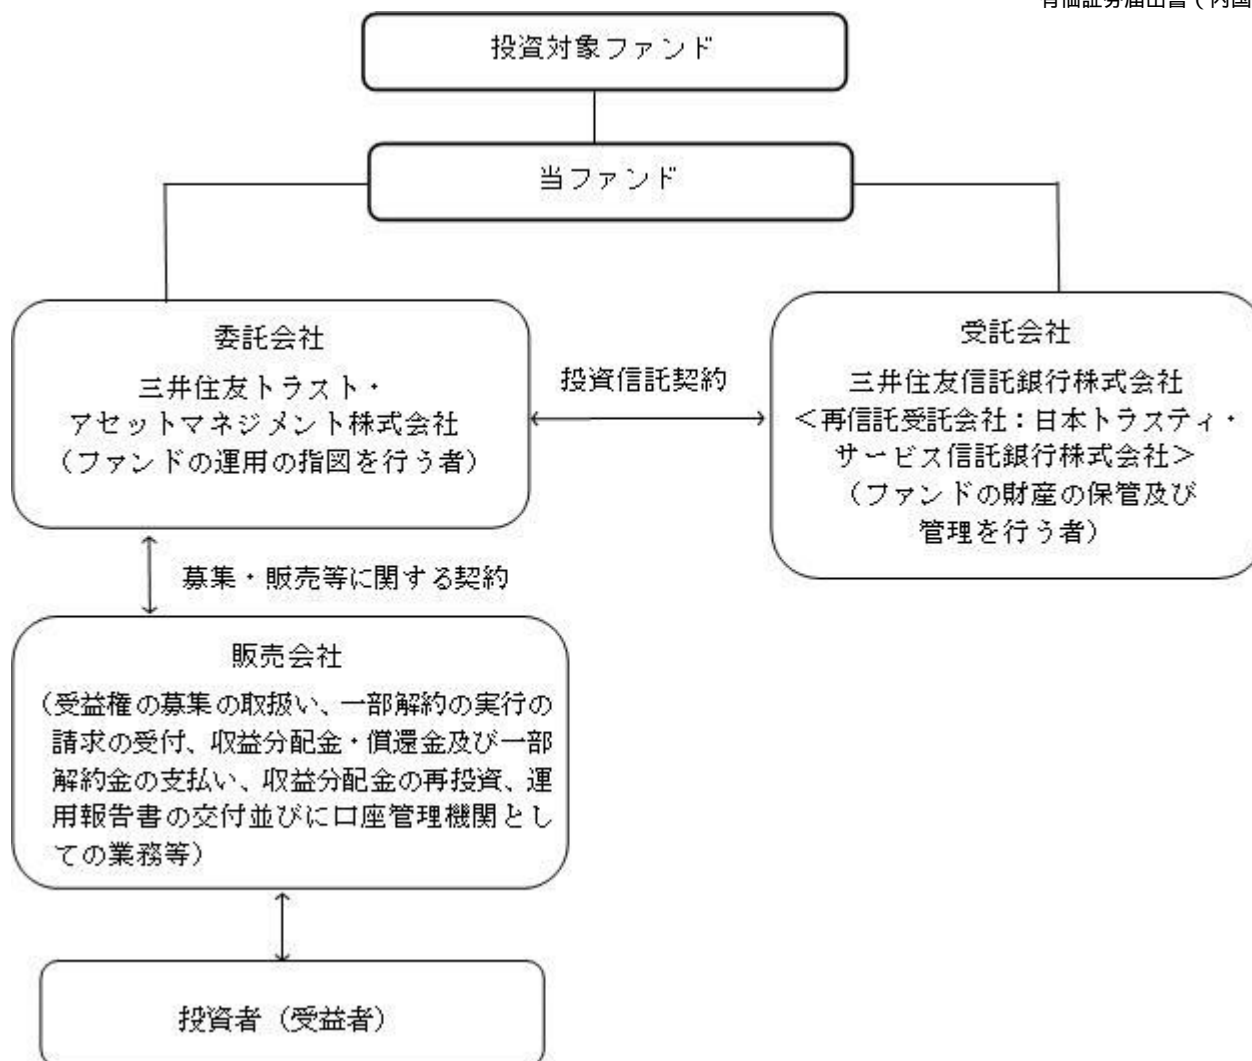 有価証券届出書（内国
投資対象ファンド
当ファンド
委託会社
三井住友トラスト・
アセットマネジメント株式会社
（ファンドの運用の指図を行う者）
投資信託契約
受託会社
三井住友信託銀行株式会社
＜再信託受託会社：日本トラスティ・
サービス信託銀行株式会社＞
（ファンドの財産の保管及び
管理を行う者）
募集・販売等に関する契約
販売会社
（受益権の募集の取扱い、一部解約の実行の
請求の受付、収益分配金・償還金及び一部
解約金の支払い、収益分配金の再投資、運
用報告書の交付並びに口座管理機関とし
ての業務等）
投資者（受益者）